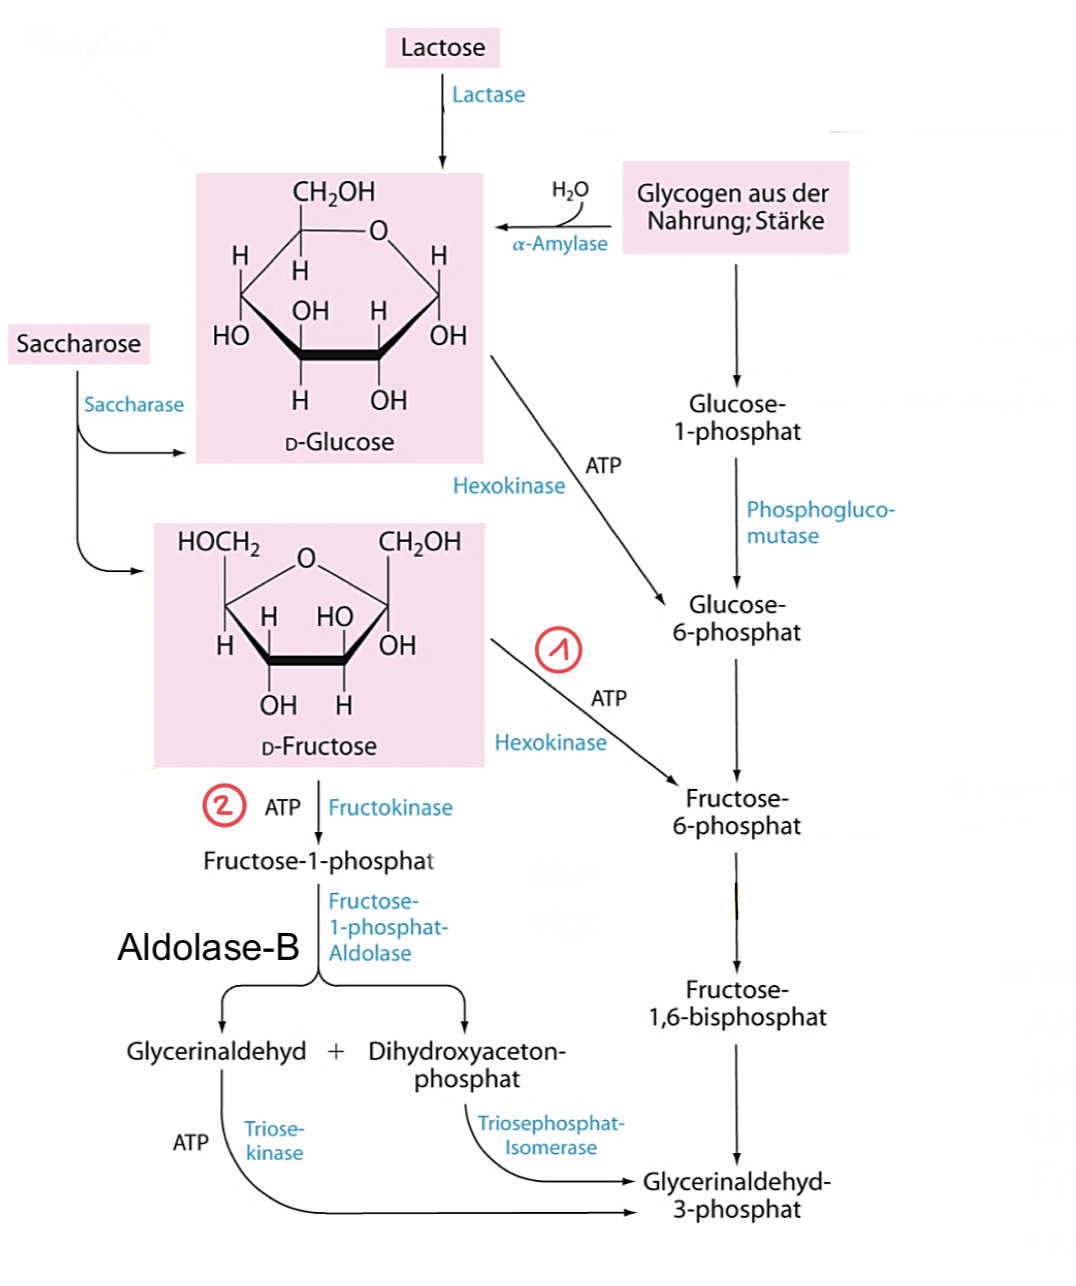 Lactose
Lactase
CH₂OH
O
H
H
H
OH
H
HO
OH
H
OH
D-Glucose
H₂O
α-Amylase
Glycogen aus der
Nahrung; Stärke
Saccharose
Saccharase
Glucose-
1-phosphat
ATP
Hexokinase
Phosphogluco-
mutase
Glucose-
6-phosphat
HOCH₂
O
CH₂OH
H
HO
H
OH
OH
H
D-Fructose
1
ATP
Hexokinase
Fructose-
6-phosphat
2
ATP
Fructokinase
Fructose-1-phosphat
Fructose-
1-phosphat-
Aldolase
Aldolase-B
Fructose-
1,6-bisphosphat
Glycerinaldehyd + Dihydroxyaceton-
phosphat
ATP
Triose-
kinase
Triosephosphat-
Isomerase
Glycerinaldehyd-
3-phosphat